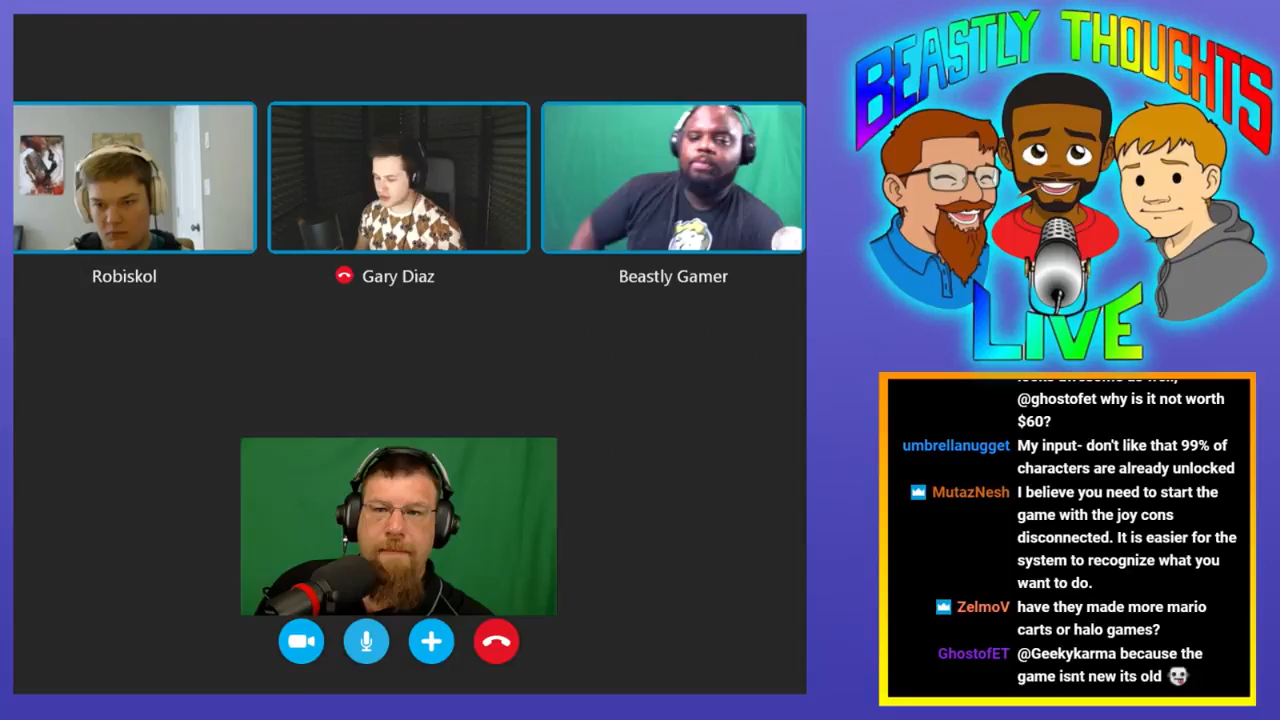 BEASTLY THOUGHTS
LIVE
Robiskol
Gary Diaz
Beastly Gamer
@ghostofet why is it not worth
$60?
umbrellanugget My input- don't like that 99% of
characters are already unlocked
MutazNesh I believe you need to start the
game with the joy cons
disconnected. It is easier for the
system to recognize what you
want to do.
ZelmoV have they made more mario
carts or halo games?
GhostofET @Geekykarma because the
game isnt new its old